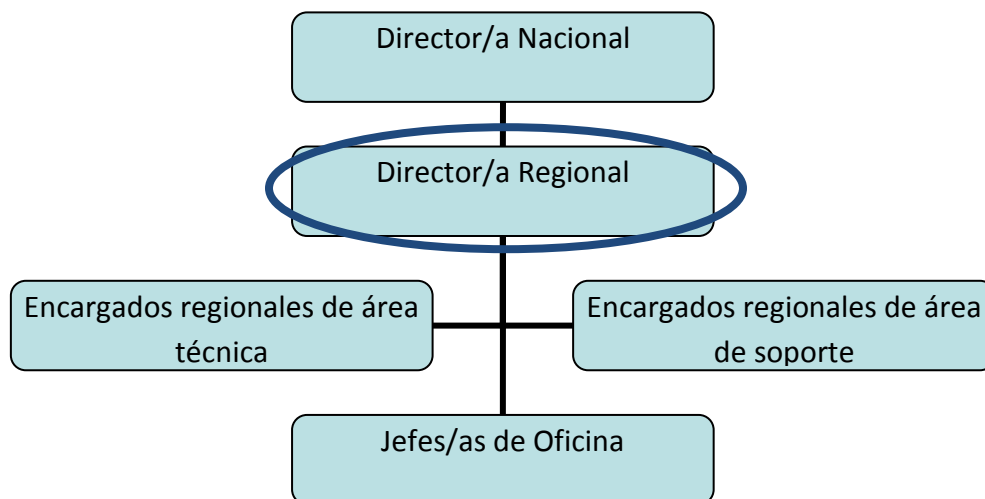 Director/a Nacional
Director/a Regional
Encargados regionales de área
técnica
Encargados regionales de área
de soporte
Jefes/as de Oficina